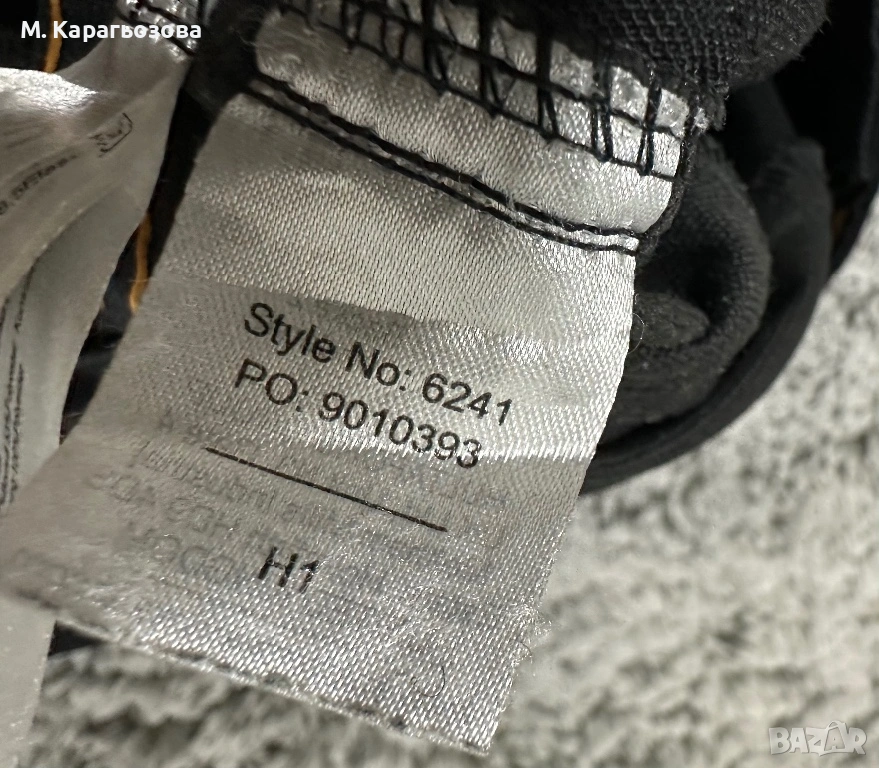 М. Карагьозова
Style No: 6241
PO: 9010393
H1
BAZAR